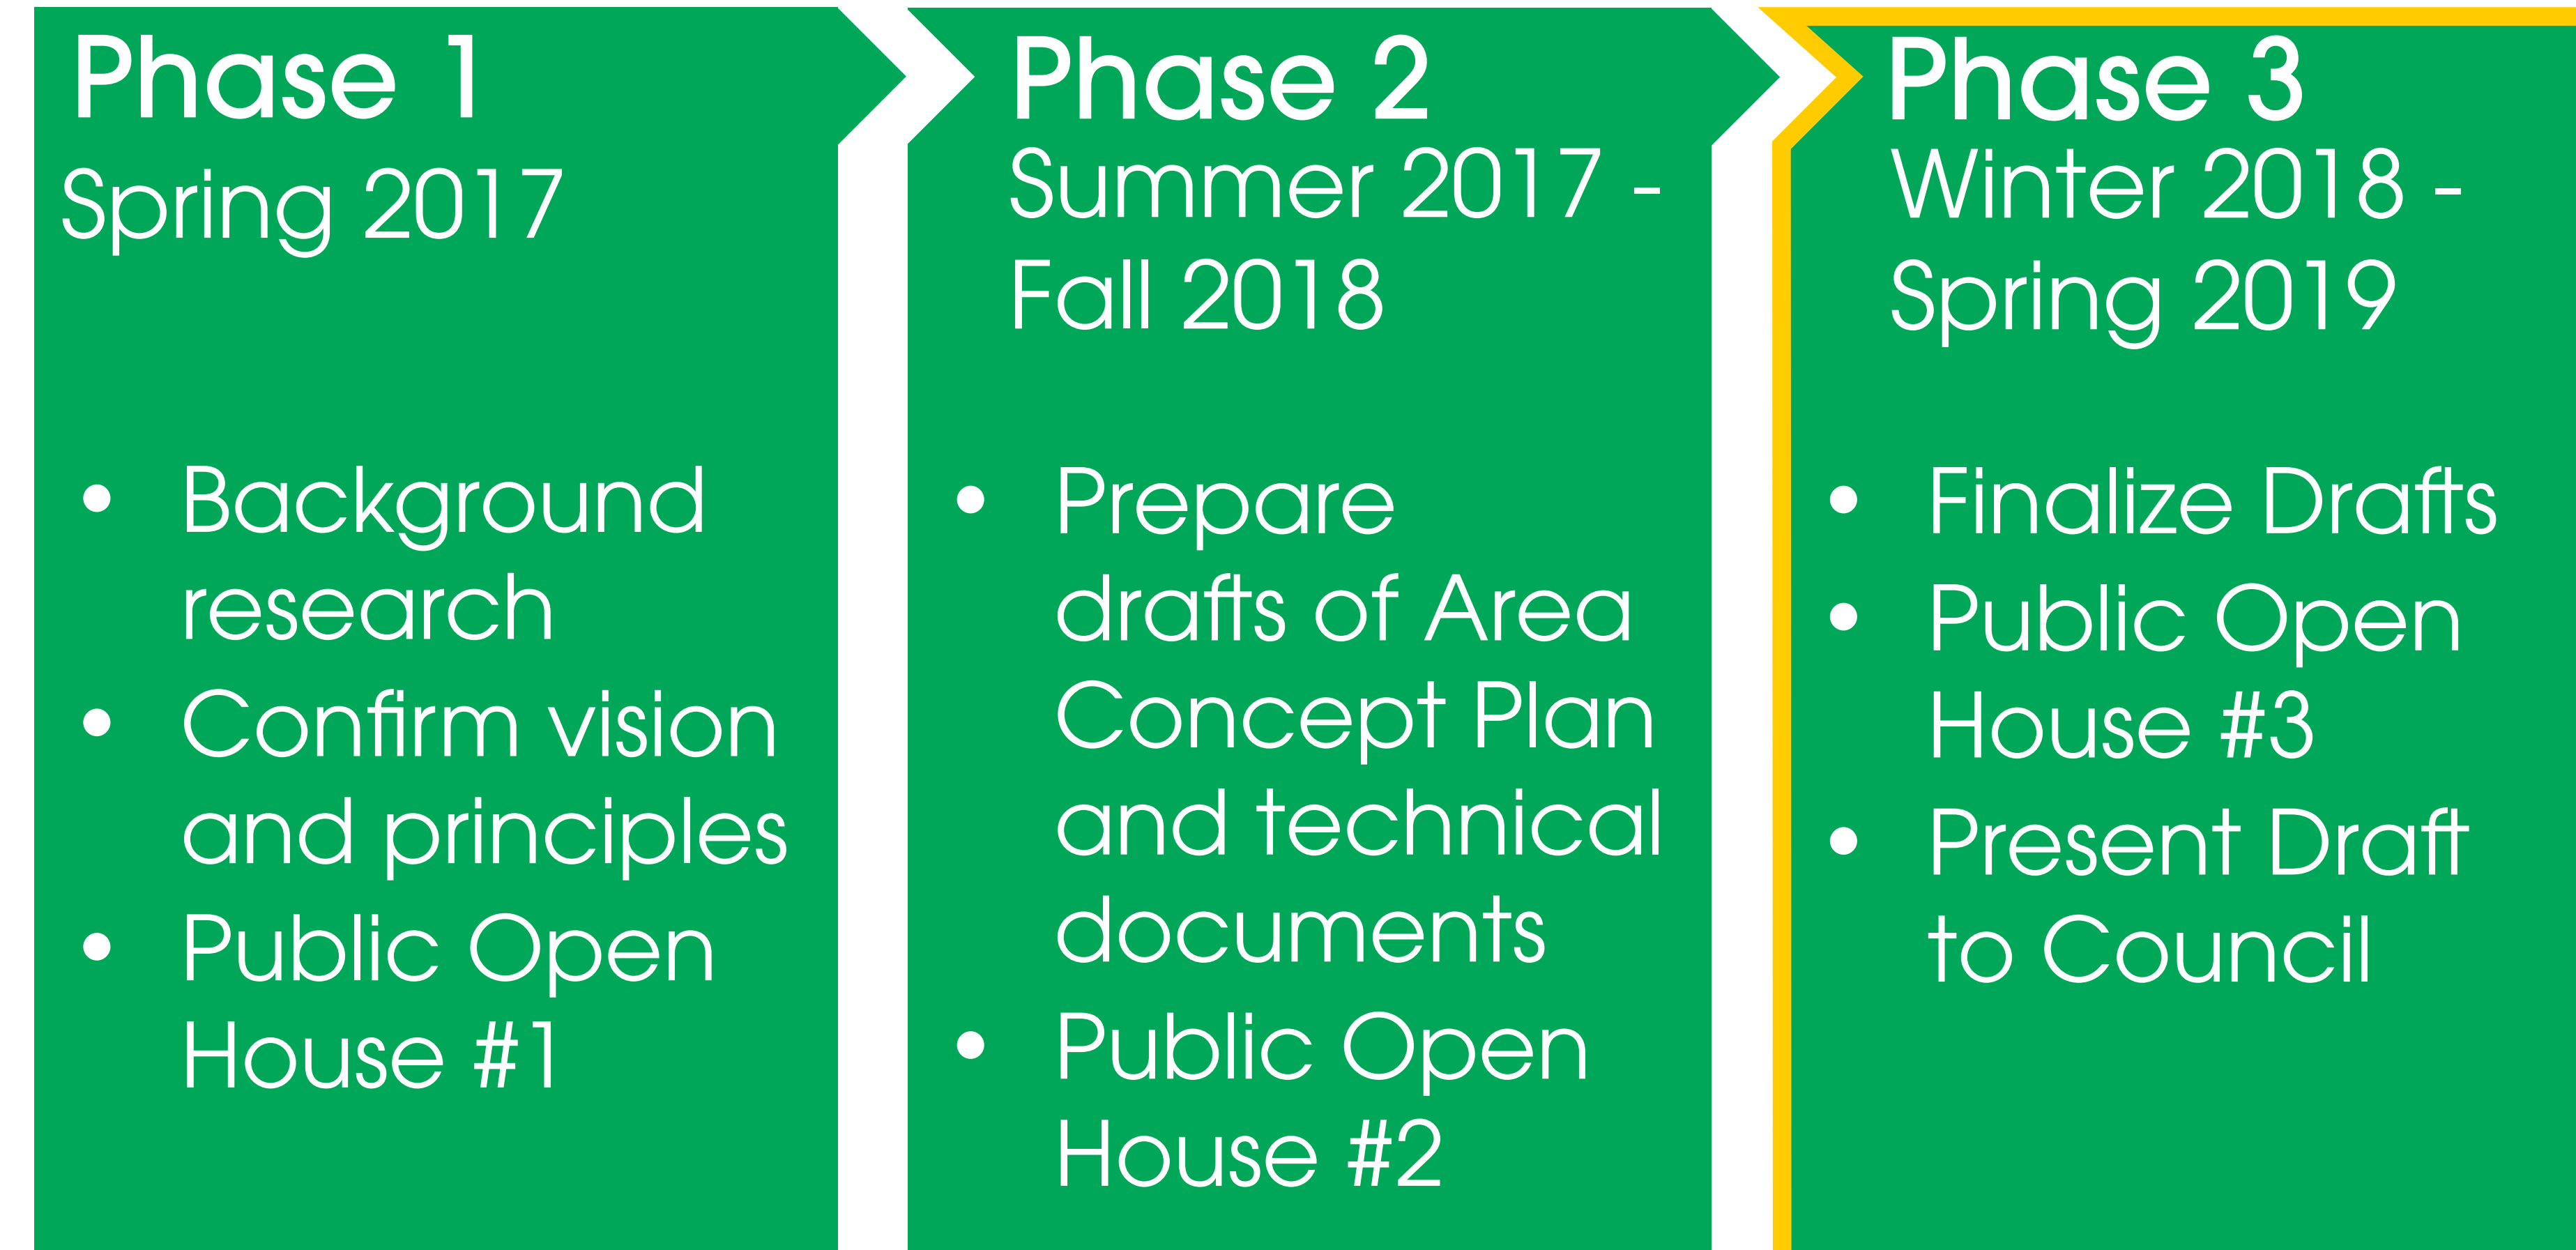 Phase 1
Spring 2017
• Background
research
• Confirm vision
and principles
• Public Open
House #1
Phase 2
Summer 2017 -
Fall 2018
• Prepare
drafts of Area
Concept Plan
and technical
documents
• Public Open
House #2
Phase 3
Winter 2018 -
Spring 2019
• Finalize Drafts
• Public Open
House #3
• Present Draft
to Council